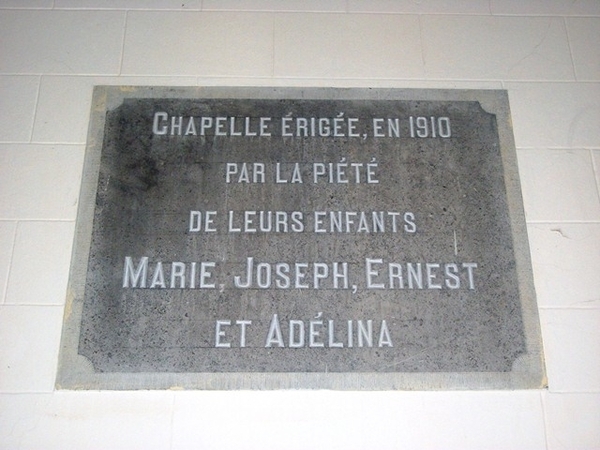 Chapelle érigée, en 1910
par la piété
de leurs enfants
Marie, Joseph, Ernest
et Adélina